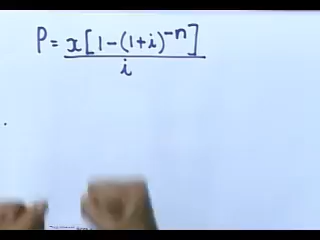 P = x[1-(1+i)^{-n}] / i